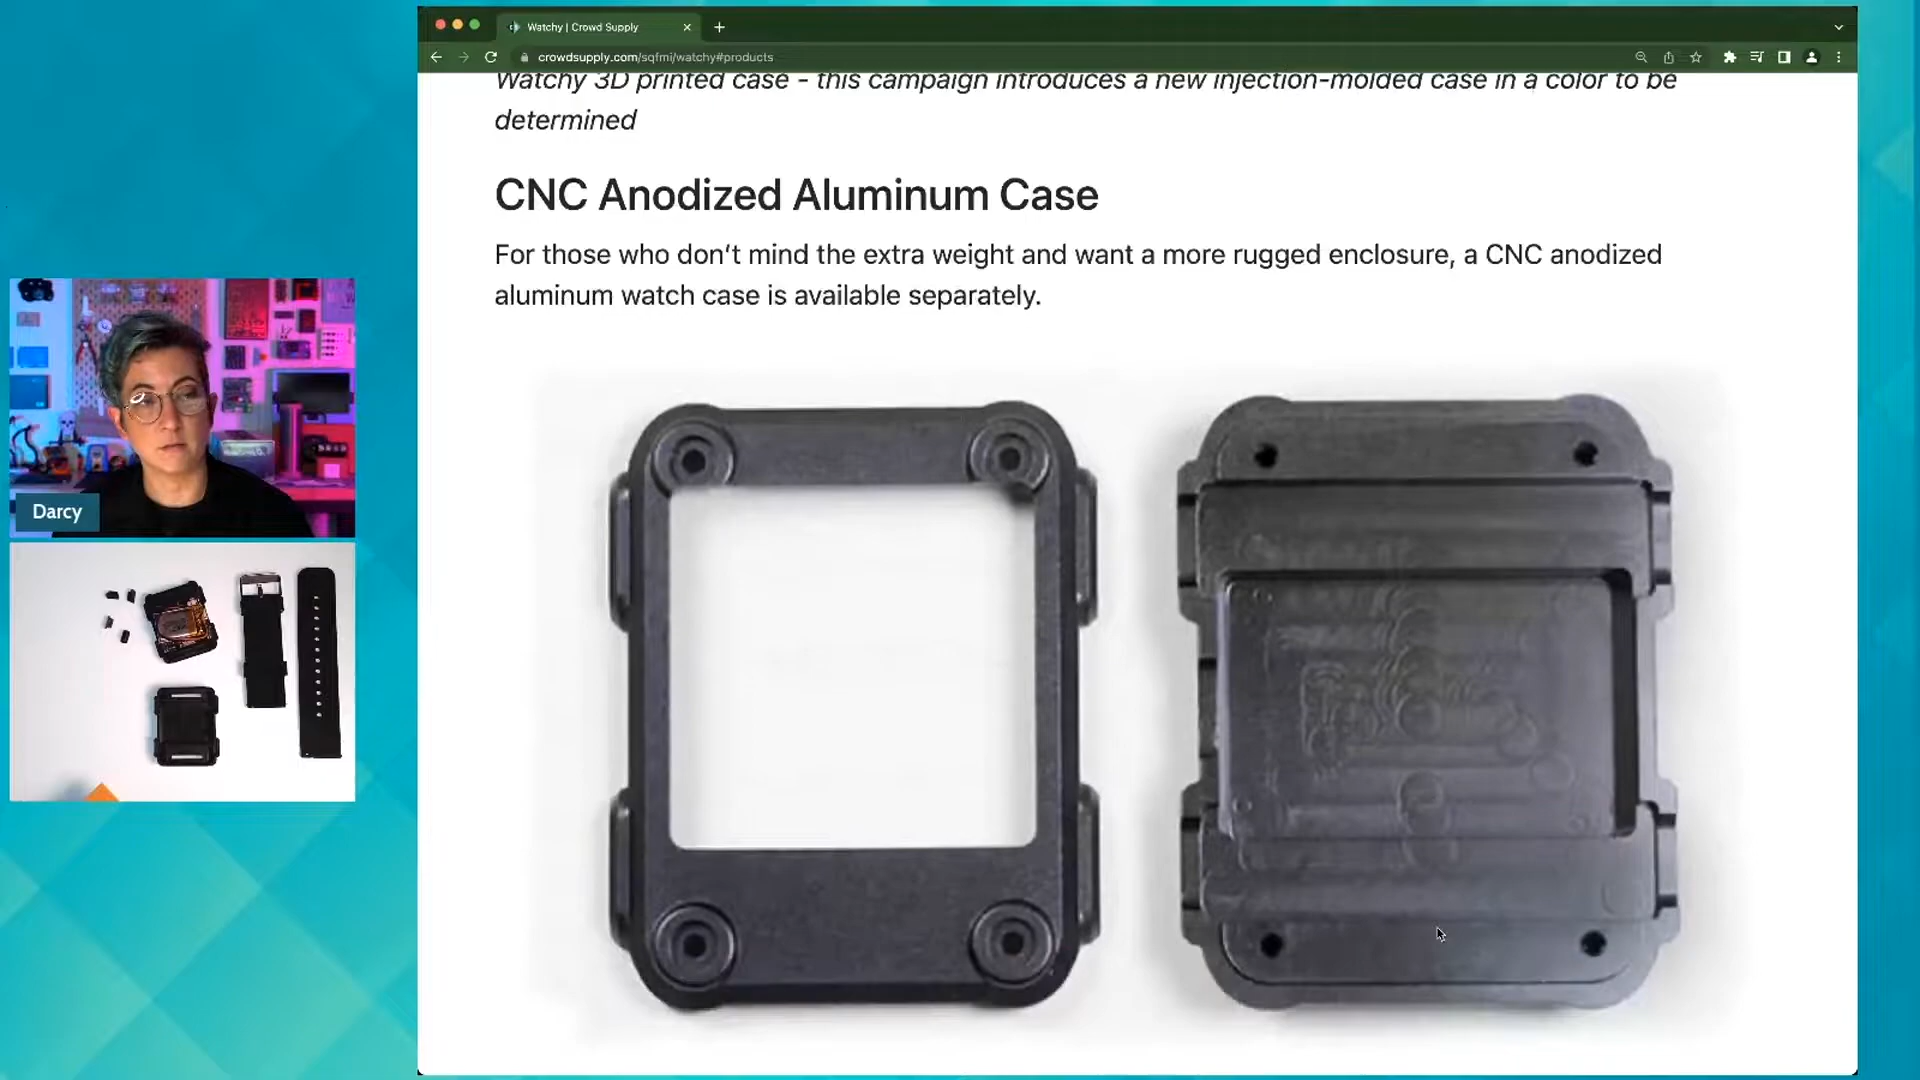 Watchy | Crowd Supply
crowdsupply.com/sqfmi/watchy#products
Watchy 3D printed case - this campaign introduces a new injection-molded case in a color to be
determined
CNC Anodized Aluminum Case
For those who don't mind the extra weight and want a more rugged enclosure, a CNC anodized
aluminum watch case is available separately.
Darcy